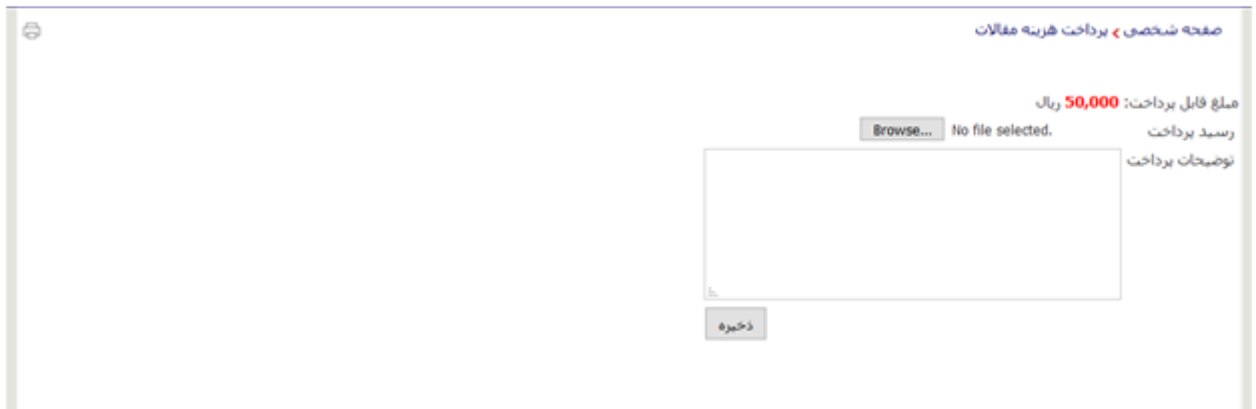 صفحه شخصی › پرداخت هزینه مقالات
مبلغ قابل پرداخت: 50,000 ریال
رسید پرداخت Browse... No file selected.
توضیحات پرداخت
ذخیره